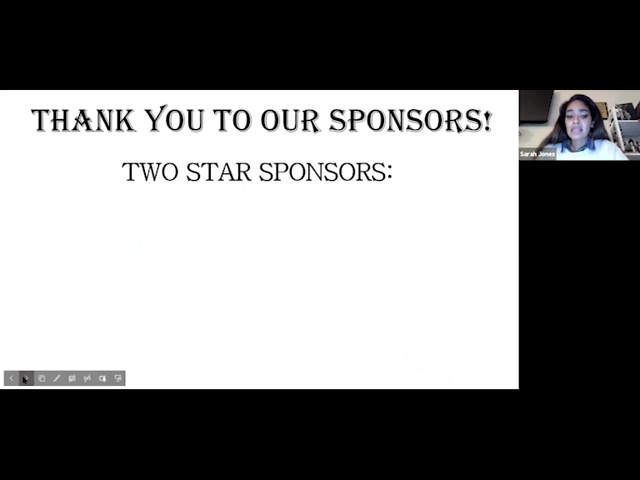 THANK YOU TO OUR SPONSORS!
TWO STAR SPONSORS:
Sarah Jones